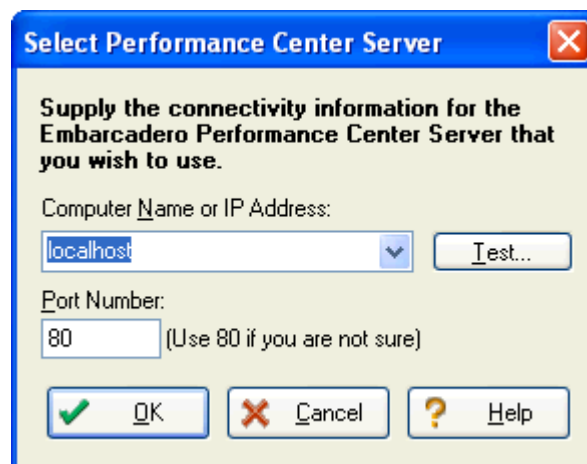 Select Performance Center Server
Supply the connectivity information for the
Embarcadero Performance Center Server that
you wish to use.
Computer Name or IP Address:
localhost
Test...
Port Number:
80 (Use 80 if you are not sure)
OK Cancel Help